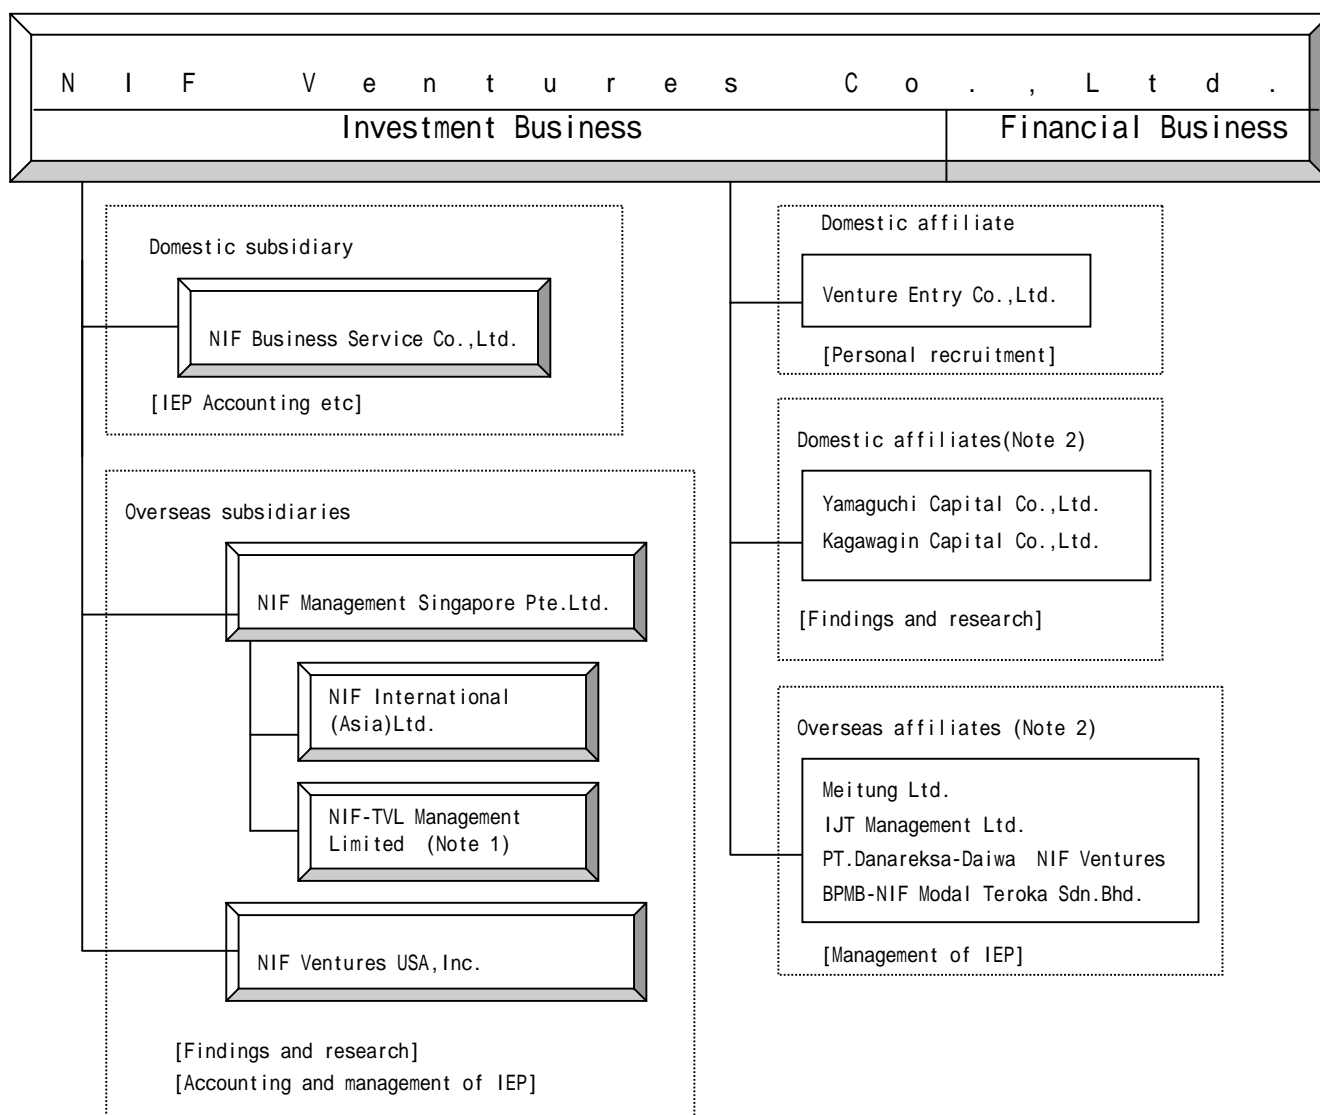 NIF Ventures Co.,Ltd.
Investment Business
Financial Business
Domestic subsidiary
NIF Business Service Co.,Ltd.
[IEP Accounting etc]
Overseas subsidiaries
NIF Management Singapore Pte.Ltd.
NIF International
(Asia)Ltd.
NIF-TVL Management
Limited (Note 1)
NIF Ventures USA,Inc.
[Findings and research]
[Accounting and management of IEP]
Domestic affiliate
Venture Entry Co.,Ltd.
[Personal recruitment]
Domestic affiliates(Note 2)
Yamaguchi Capital Co.,Ltd.
Kagawagin Capital Co.,Ltd.
[Findings and research]
Overseas affiliates (Note 2)
Meitung Ltd.
IJT Management Ltd.
PT.Danareksa-Daiwa NIF Ventures
BPMB-NIF Modal Teroka Sdn.Bhd.
[Management of IEP]